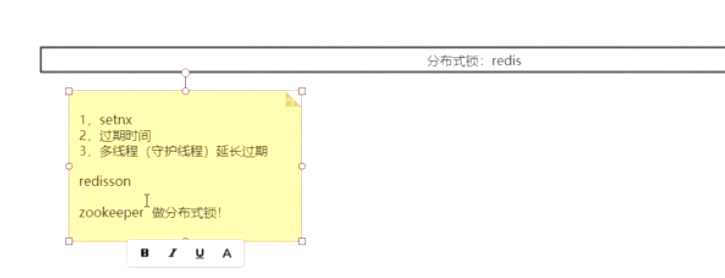 分布式锁：redis
1，setnx
2，过期时间
3，多线程（守护线程）延长过期
redisson
zookeeper 做分布式锁！
B I U A